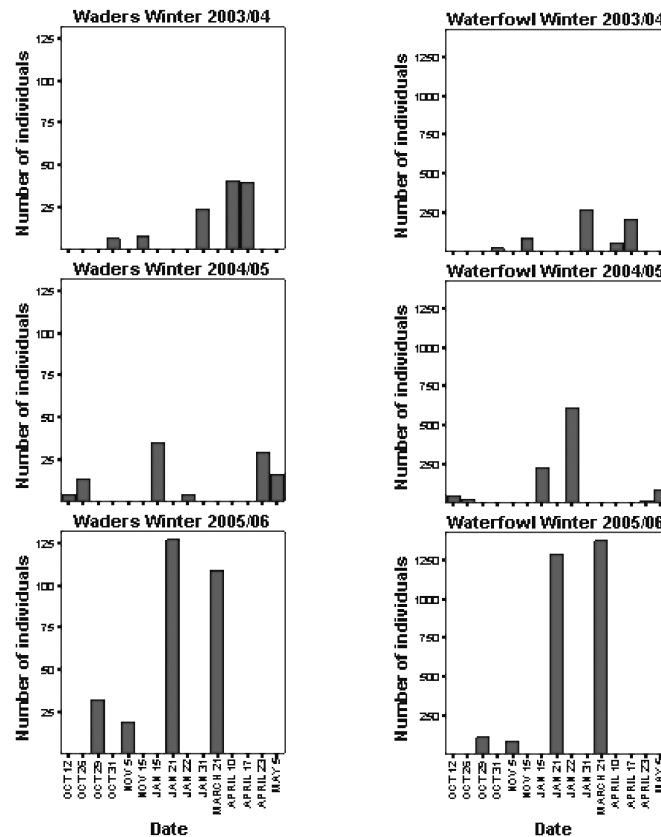 Waders Winter 2003/04
Number of individuals
125
100
75
50
25
Waterfowl Winter 2003/04
Number of individuals
1250
1000
750
500
250
Waders Winter 2004/05
Number of individuals
125
100
75
50
25
Waterfowl Winter 2004/05
Number of individuals
1250
1000
750
500
250
Waders Winter 2005/06
Number of individuals
125
100
75
50
25
OCT 12
OCT 26
OCT 29
OCT 31
NOV 5
NOV 15
JAN 15
JAN 21
JAN 22
JAN 31
MARCH 21
APRIL 10
APRIL 17
APRIL 23
MAY 5
Date
Waterfowl Winter 2005/06
Number of individuals
1250
1000
750
500
250
OCT 12
OCT 26
OCT 29
OCT 31
NOV 5
NOV 15
JAN 15
JAN 21
JAN 22
JAN 31
MARCH 21
APRIL 10
APRIL 17
APRIL 23
MAY 5
Date